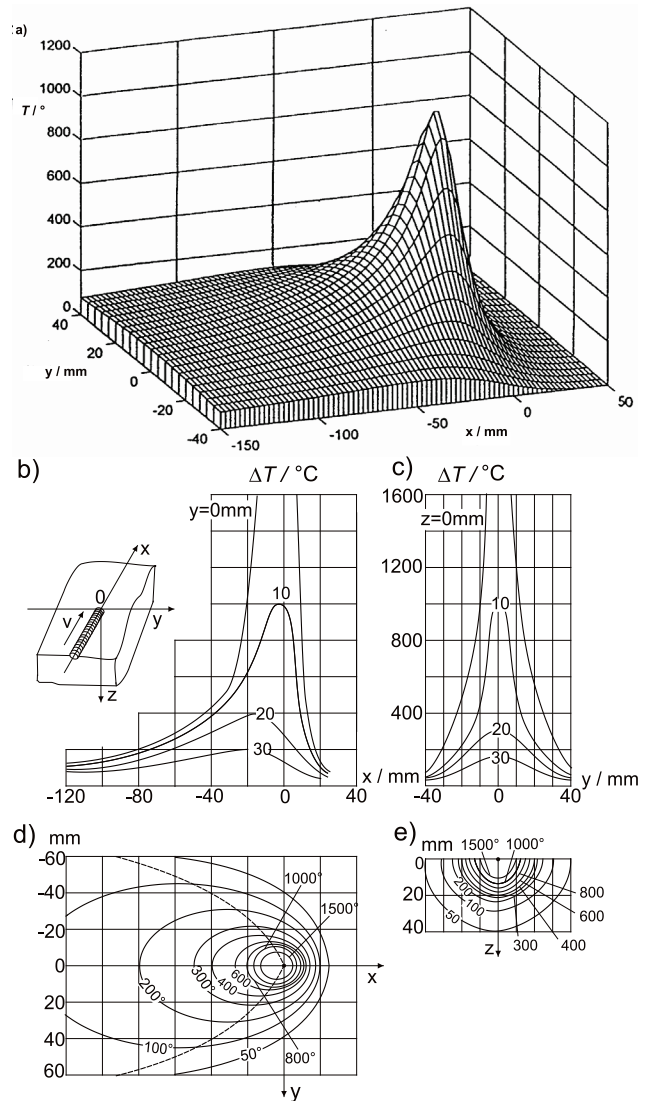 a)
1200
1000
T / °
800
600
400
200
0
40
20
y / mm
0
-20
-40
-150
-100
-50
x / mm
0
50
b)
ΔT / °C
y=0mm
x
0
v
y
z
10
20
30
-120
-80
-40
0
40
x / mm
c)
ΔT / °C
1600
z=0mm
1200
10
800
400
20
30
-40
0
40
y / mm
d)
mm
-60
-40
-20
0
20
40
60
1000°
1500°
x
200°
300°
400
600
800°
100°
50°
y
e)
mm
1500°
1000°
0
20
40
200
100
50
800
600
z
300
400